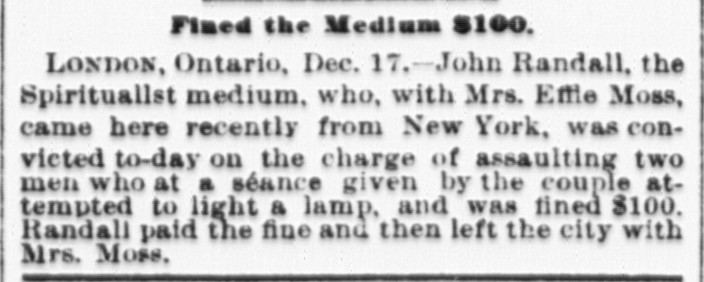 Fined the Medium $100.
LONDON, Ontario, Dec. 17.—John Randall, the
Spiritualist medium, who, with Mrs. Effie Moss,
came here recently from New York, was con-
victed to-day on the charge of assaulting two
men who at a séance given by the couple at-
tempted to light a lamp, and was fined $100.
Randall paid the fine and then left the city with
Mrs. Moss.